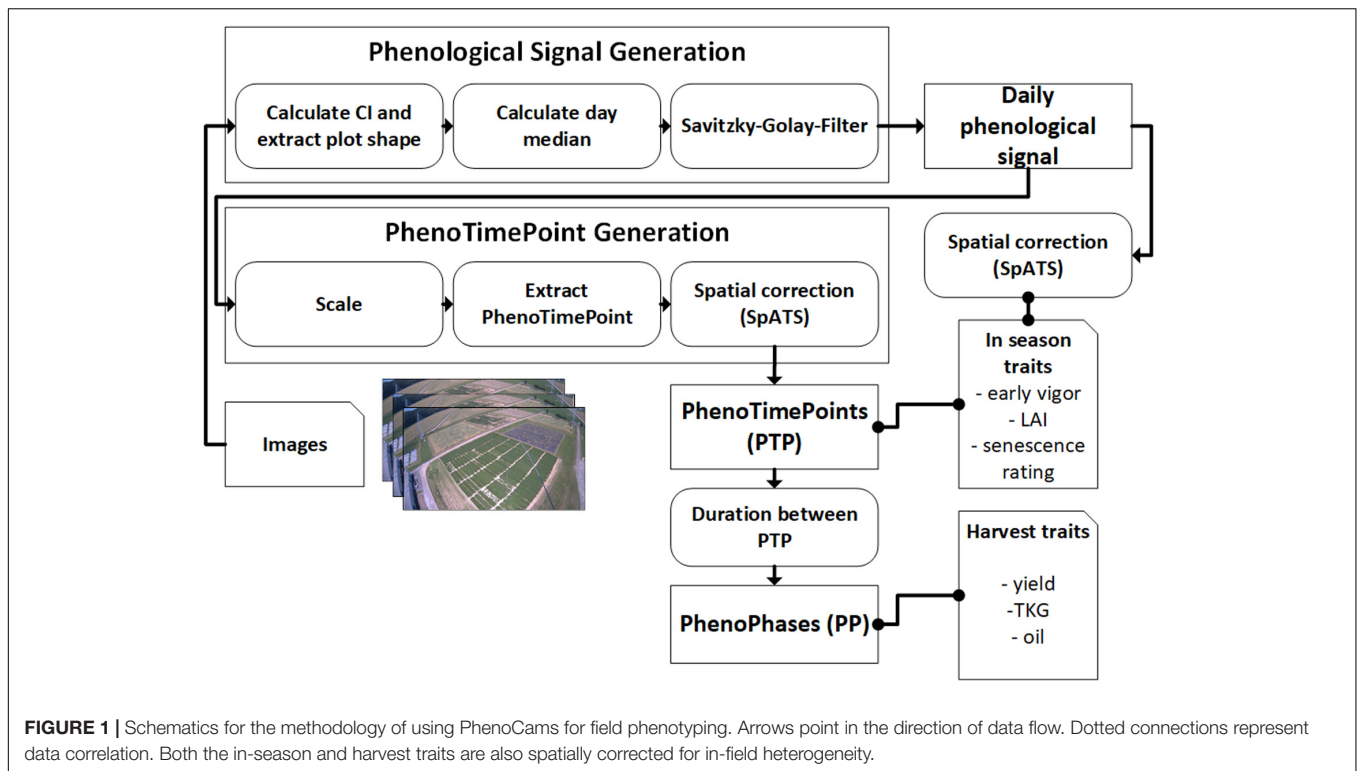 Phenological Signal Generation
Calculate CI and
extract plot shape
Calculate day
median
Savitzky-Golay-Filter
Daily
phenological
signal
PhenoTimePoint Generation
Scale
Extract
PhenoTimePoint
Spatial correction
(SpATS)
Spatial correction
(SpATS)
Images
PhenoTimePoints
(PTP)
In season
traits
- early vigor
- LAI
- senescence
rating
Duration between
PTP
PhenoPhases (PP)
Harvest traits
- yield
-TKG
- oil
FIGURE 1 | Schematics for the methodology of using PhenoCams for field phenotyping. Arrows point in the direction of data flow. Dotted connections represent
data correlation. Both the in-season and harvest traits are also spatially corrected for in-field heterogeneity.